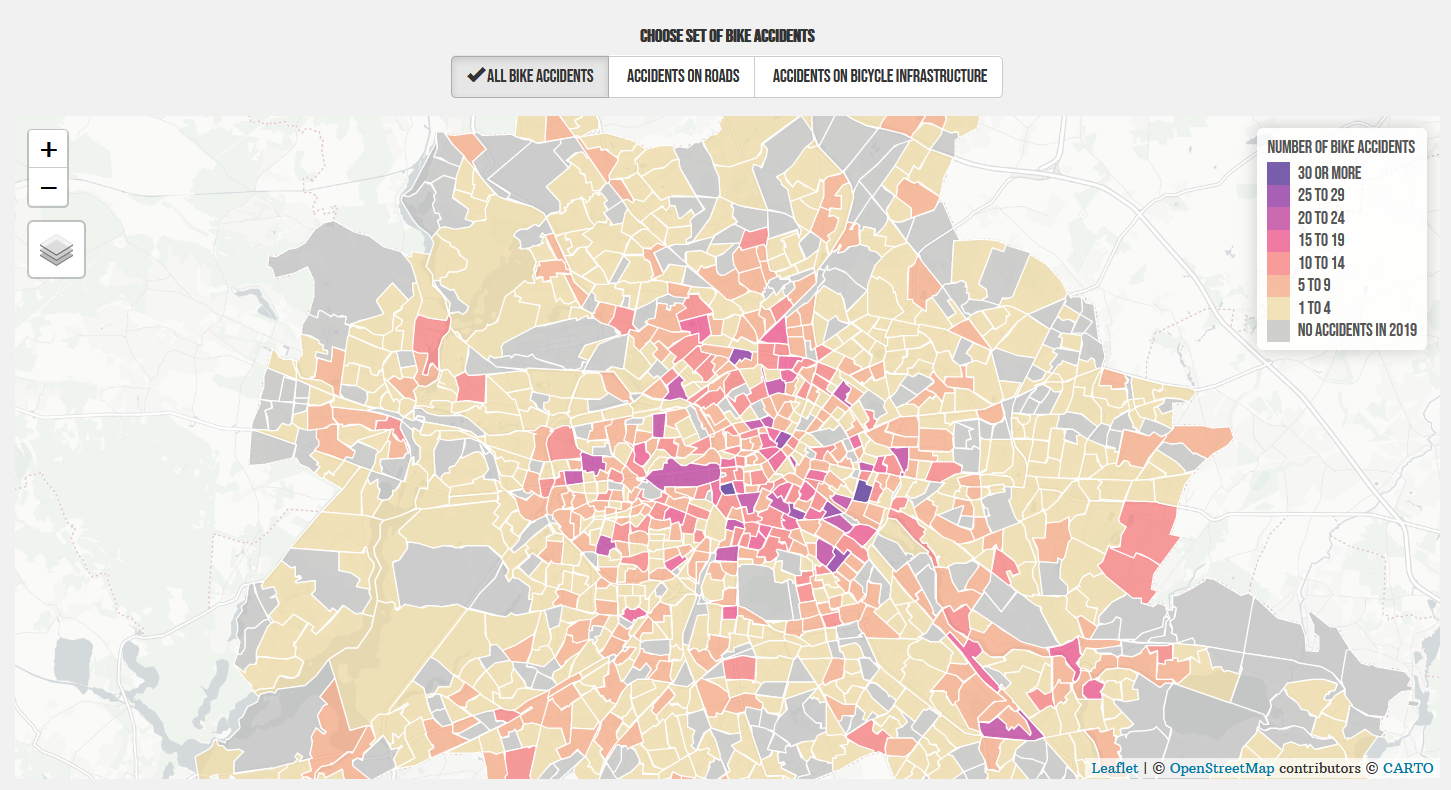 CHOOSE SET OF BIKE ACCIDENTS
ALL BIKE ACCIDENTS
ACCIDENTS ON ROADS
ACCIDENTS ON BICYCLE INFRASTRUCTURE
+
−
NUMBER OF BIKE ACCIDENTS
30 OR MORE
25 TO 29
20 TO 24
15 TO 19
10 TO 14
5 TO 9
1 TO 4
NO ACCIDENTS IN 2019
Leaflet | © OpenStreetMap contributors © CARTO